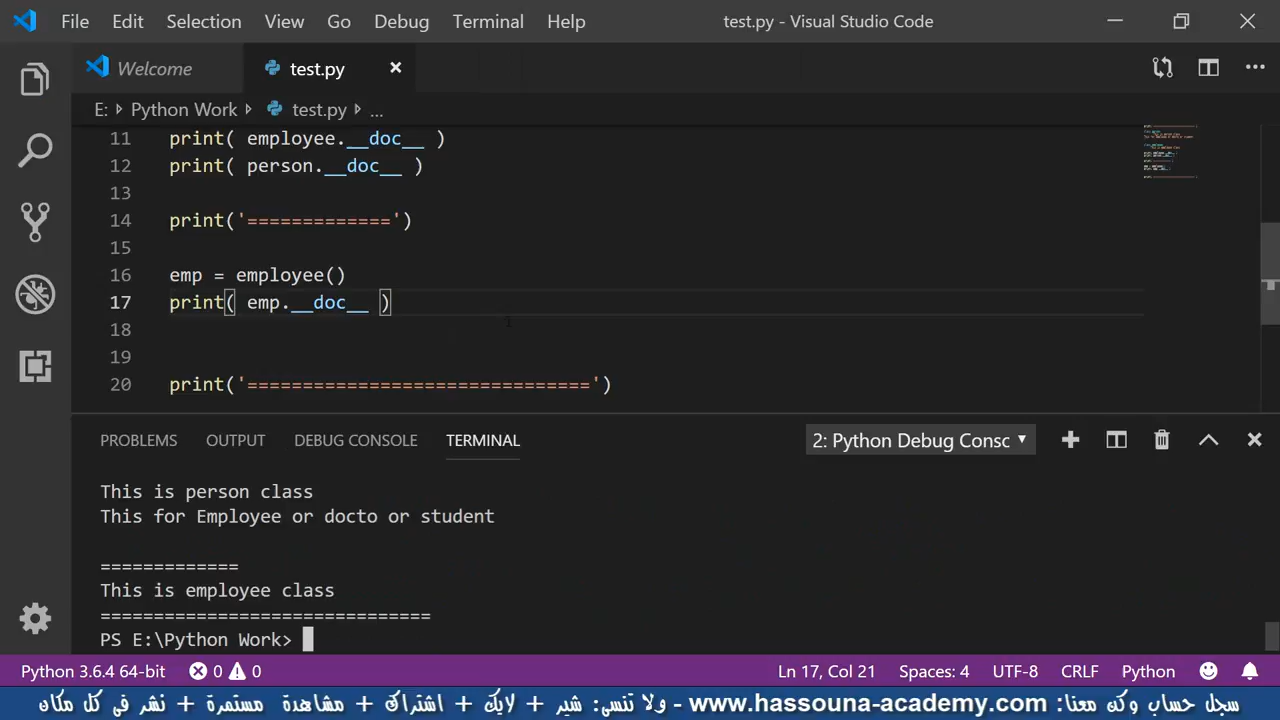 File Edit Selection View Go Debug Terminal Help test.py - Visual Studio Code
Welcome test.py
E: Python Work test.py ...
11 print( employee.__doc__ )
12 print( person.__doc__ )
13
14 print('=============')
15
16 emp = employee()
17 print( emp.__doc__ )
18
19
20 print('==============================')
PROBLEMS OUTPUT DEBUG CONSOLE TERMINAL 2: Python Debug Consc
This is person class
This for Employee or docto or student
=============
This is employee class
===============================
PS E:\Python Work>
Python 3.6.4 64-bit 0 0 Ln 17, Col 21 Spaces: 4 UTF-8 CRLF Python
سجل حساب وكن معنا: www.hassouna-academy.com - ولا تنسى: شير + لايك + اشتراك + مشاهدة مستمرة + نشر فى كل مكان